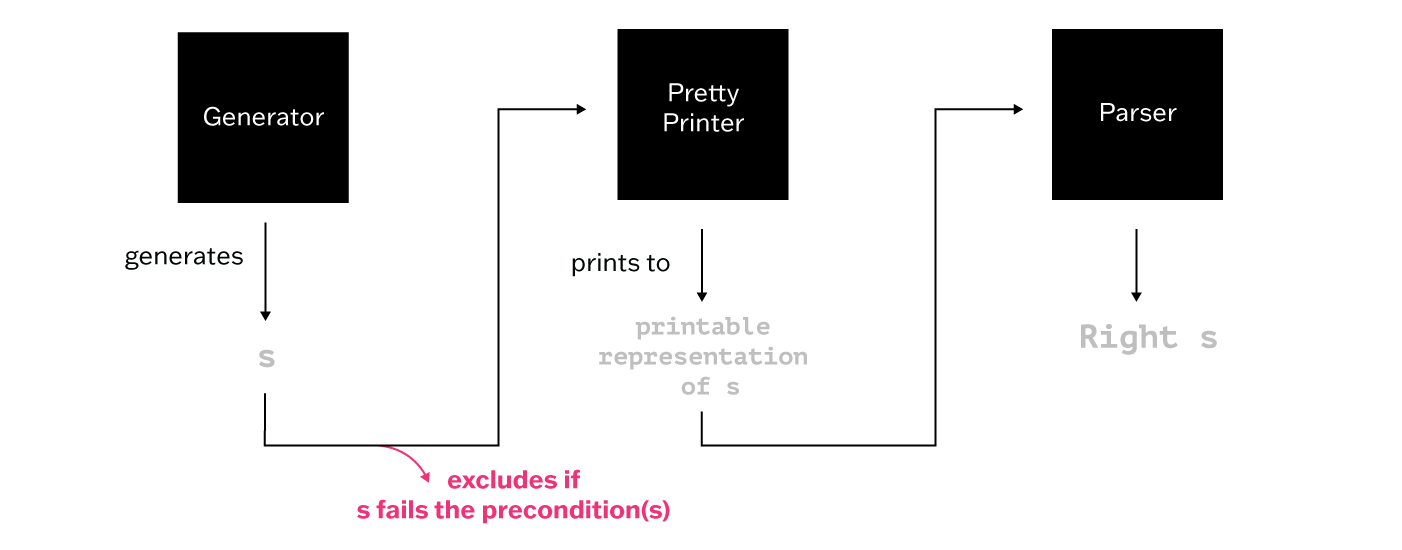 Generator
Pretty
Printer
Parser
generates
prints to
s
printable
representation
of s
Right s
excludes if
s fails the precondition(s)